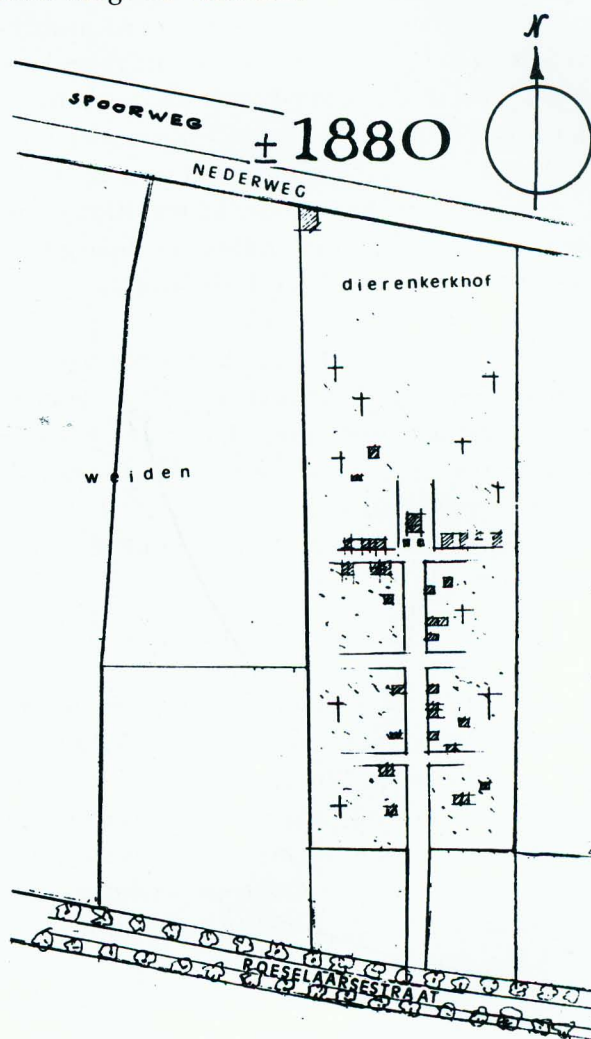 N
SPOORWEG
± 1880
NEDERWEG
dierenkerkhof
weiden
ROESELAARSESTRAAT